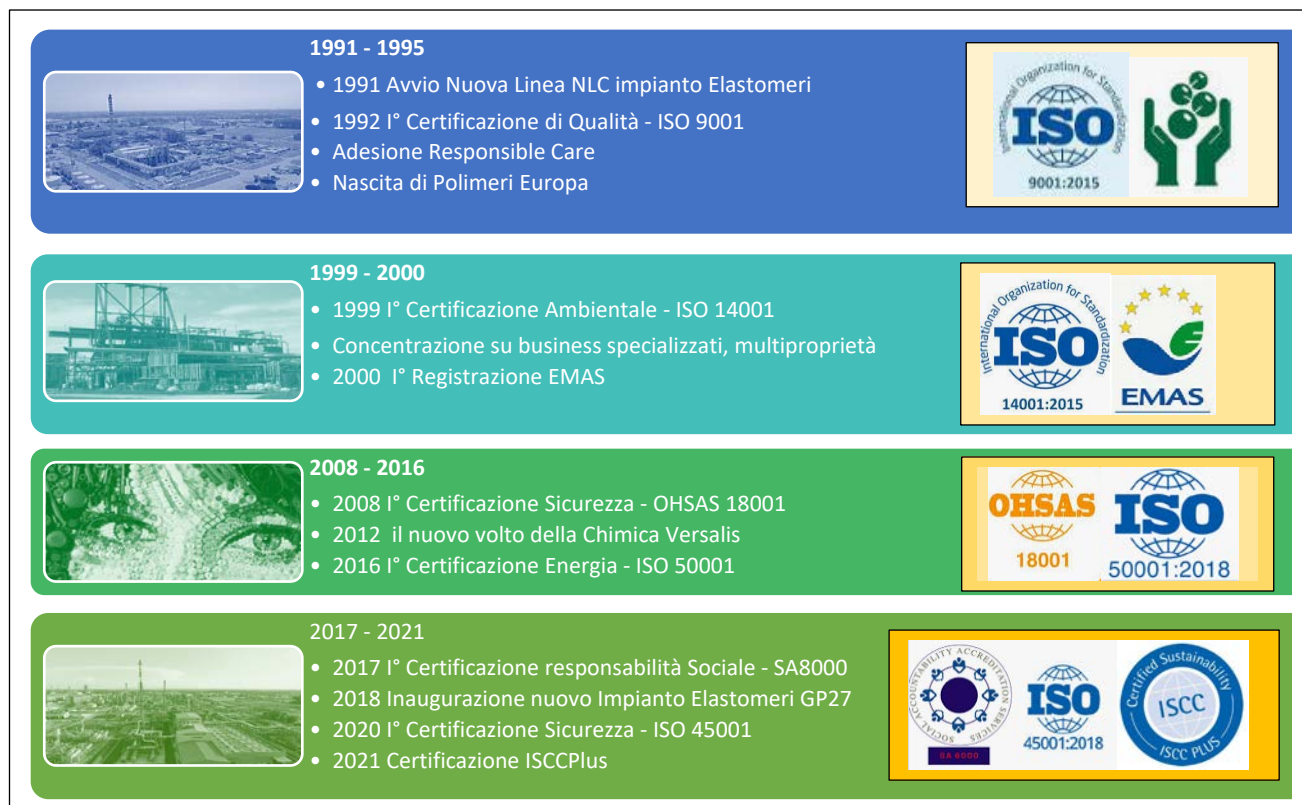 1991 - 1995
• 1991 Avvio Nuova Linea NLC impianto Elastomeri
• 1992 I° Certificazione di Qualità - ISO 9001
• Adesione Responsible Care
• Nascita di Polimeri Europa
International Organization for Standardization
ISO
9001:2015
1999 - 2000
• 1999 I° Certificazione Ambientale - ISO 14001
• Concentrazione su business specializzati, multiproprietà
• 2000 I° Registrazione EMAS
International Organization for Standardization
ISO
14001:2015
EMAS
2008 - 2016
• 2008 I° Certificazione Sicurezza - OHSAS 18001
• 2012 il nuovo volto della Chimica Versalis
• 2016 I° Certificazione Energia - ISO 50001
OHSAS
18001
ISO
50001:2018
2017 - 2021
• 2017 I° Certificazione responsabilità Sociale - SA8000
• 2018 Inaugurazione nuovo Impianto Elastomeri GP27
• 2020 I° Certificazione Sicurezza - ISO 45001
• 2021 Certificazione ISCCPlus
SOCIAL ACCOUNTABILITY ACCREDITATION SERVICES
SA 8000
ISO
45001:2018
Certified Sustainability
ISCC
ISCC PLUS